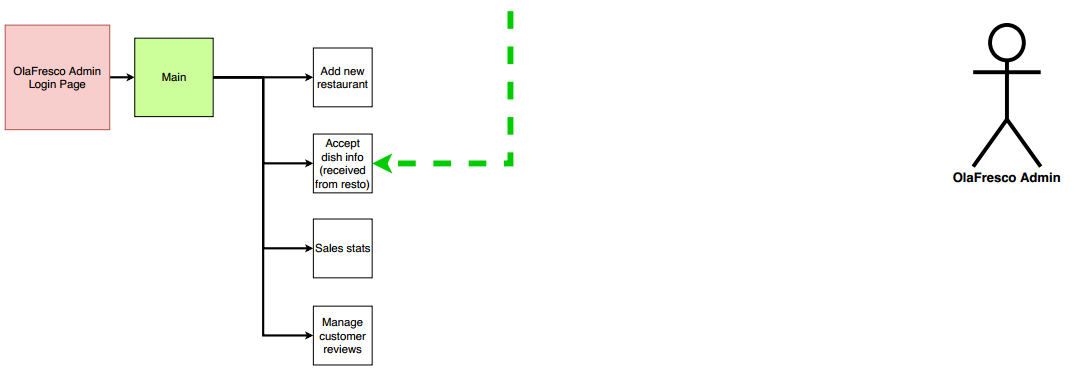 OlaFresco Admin
Login Page
Main
Add new
restaurant
Accept
dish info
(received
from resto)
Sales stats
Manage
customer
reviews
OlaFresco Admin